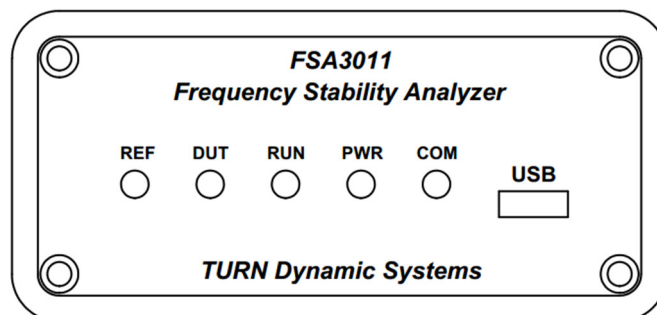 FSA3011
Frequency Stability Analyzer
REF DUT RUN PWR COM
USB
TURN Dynamic Systems